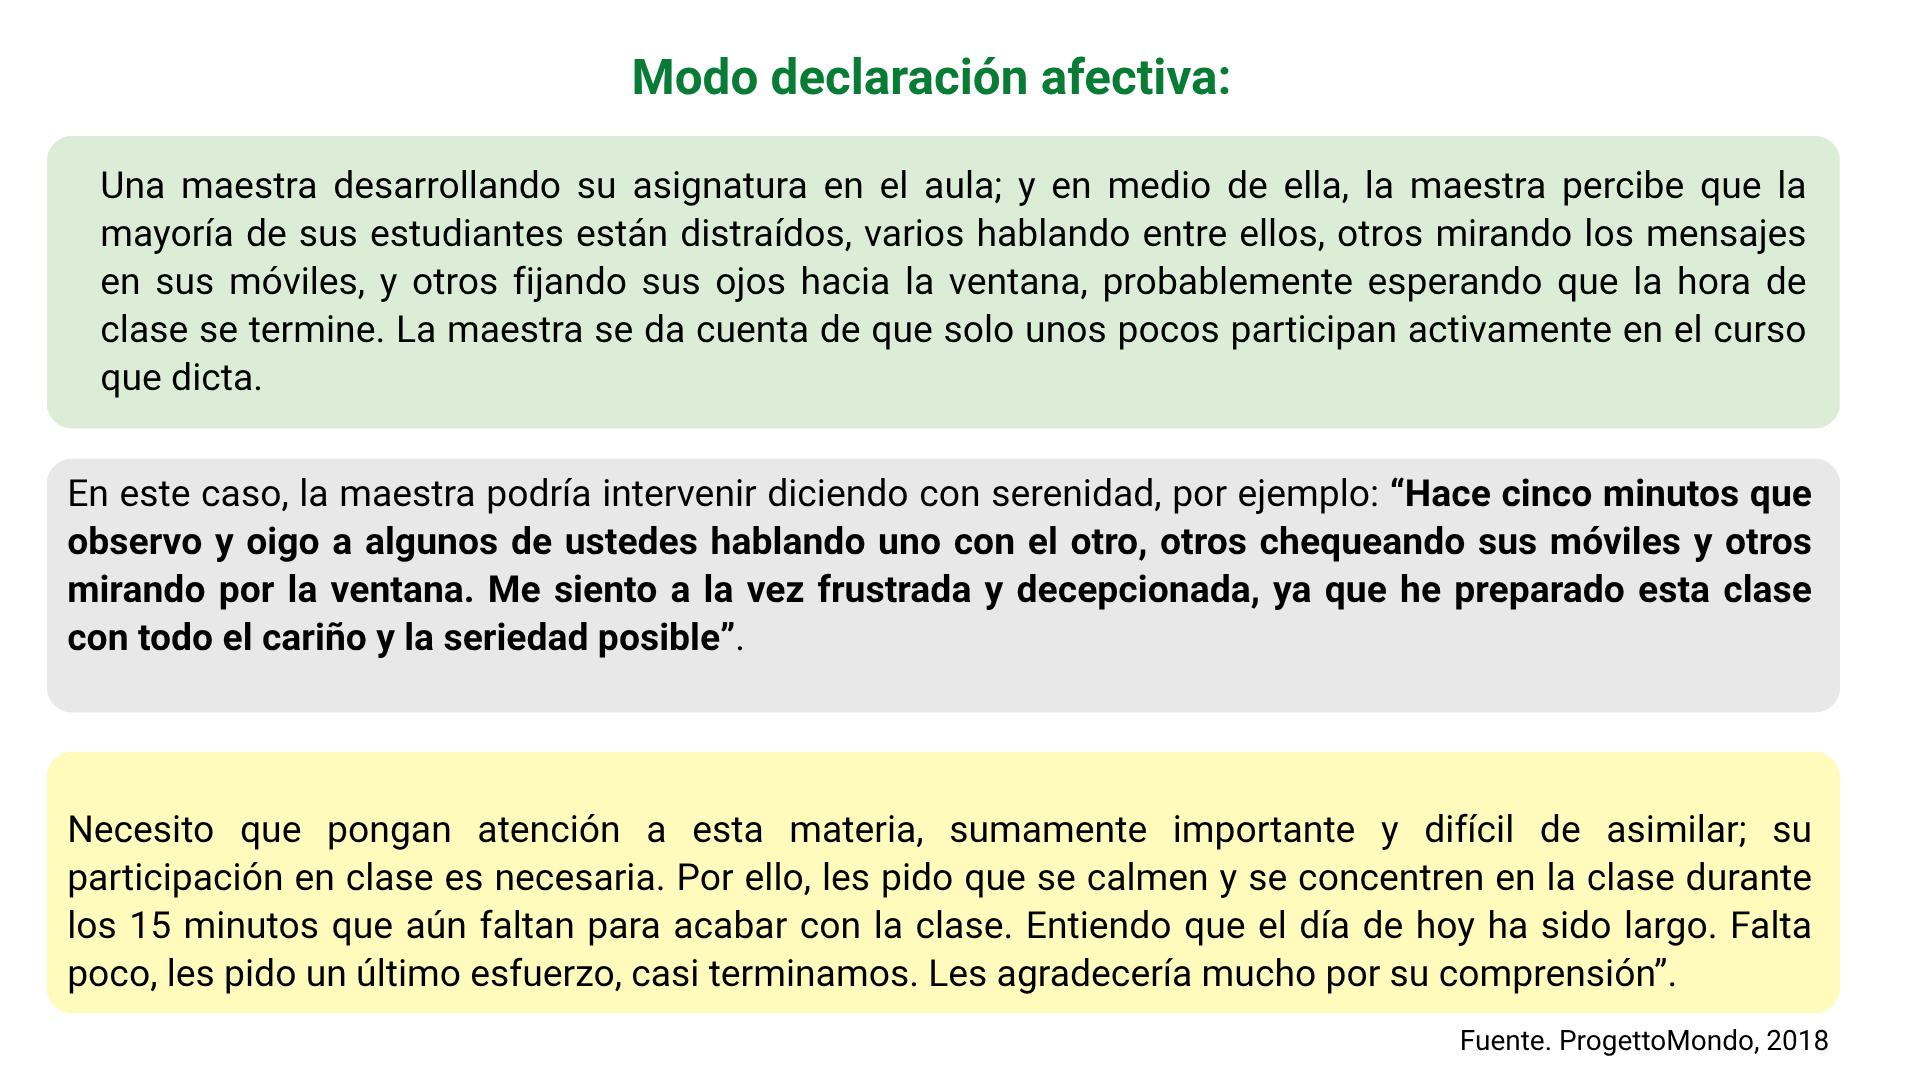 Modo declaración afectiva:
Una maestra desarrollando su asignatura en el aula; y en medio de ella, la maestra percibe que la
mayoría de sus estudiantes están distraídos, varios hablando entre ellos, otros mirando los mensajes
en sus móviles, y otros fijando sus ojos hacia la ventana, probablemente esperando que la hora de
clase se termine. La maestra se da cuenta de que solo unos pocos participan activamente en el curso
que dicta.
En este caso, la maestra podría intervenir diciendo con serenidad, por ejemplo: “Hace cinco minutos que
observo y oigo a algunos de ustedes hablando uno con el otro, otros chequeando sus móviles y otros
mirando por la ventana. Me siento a la vez frustrada y decepcionada, ya que he preparado esta clase
con todo el cariño y la seriedad posible”.
Necesito que pongan atención a esta materia, sumamente importante y difícil de asimilar; su
participación en clase es necesaria. Por ello, les pido que se calmen y se concentren en la clase durante
los 15 minutos que aún faltan para acabar con la clase. Entiendo que el día de hoy ha sido largo. Falta
poco, les pido un último esfuerzo, casi terminamos. Les agradecería mucho por su comprensión”.
Fuente. ProgettoMondo, 2018